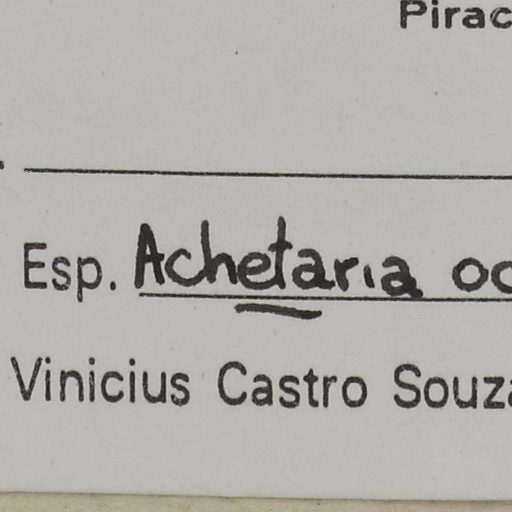 Pirac
Esp. Achetaria oc
Vinicius Castro Souza